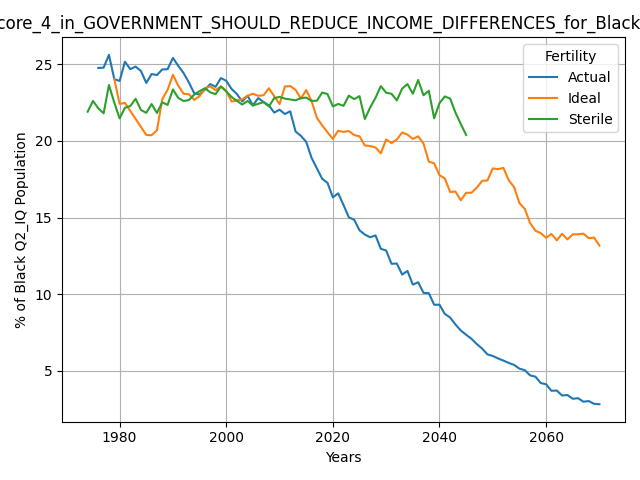 core_4_in_GOVERNMENT_SHOULD_REDUCE_INCOME_DIFFERENCES_for_Black
25
20
15
10
5
% of Black Q2_IQ Population
Fertility
Actual
Ideal
Sterile
1980 2000 2020 2040 2060
Years